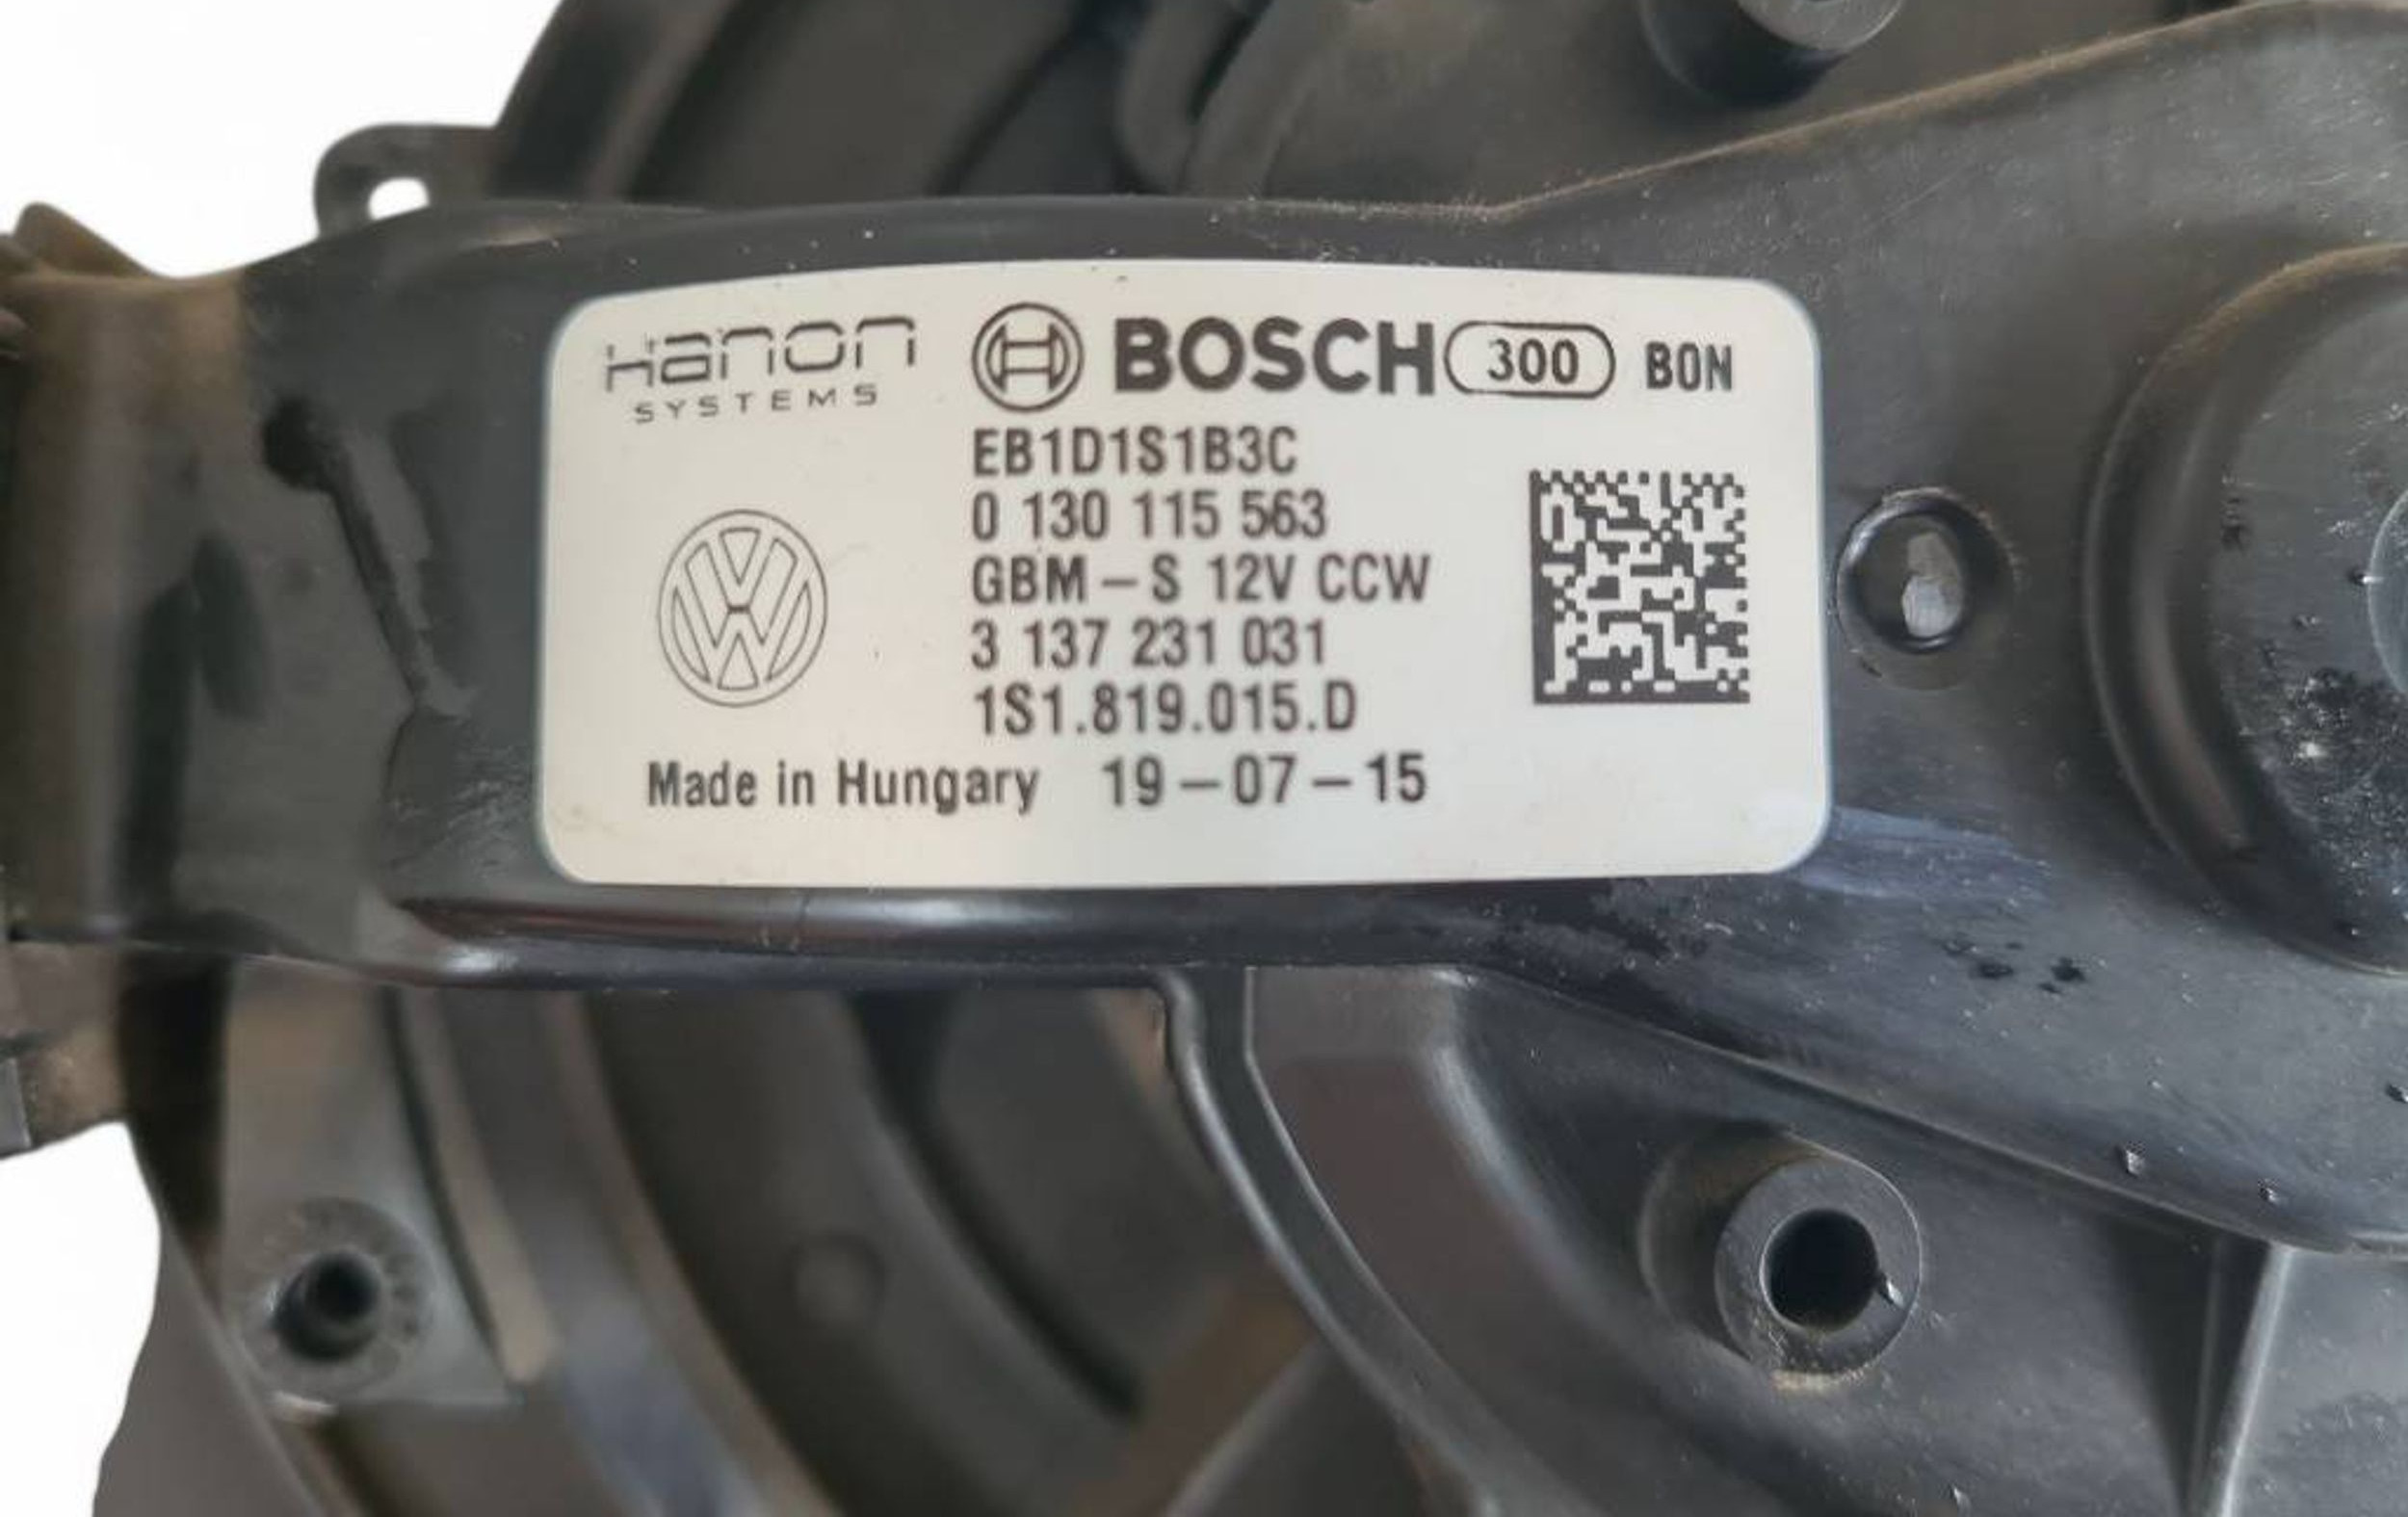 Hanon SYSTEMS BOSCH 300 BON
EB1D1S1B3C
0 130 115 563
GBM-S 12V CCW
3 137 231 031
1S1.819.015.D
Made in Hungary 19-07-15